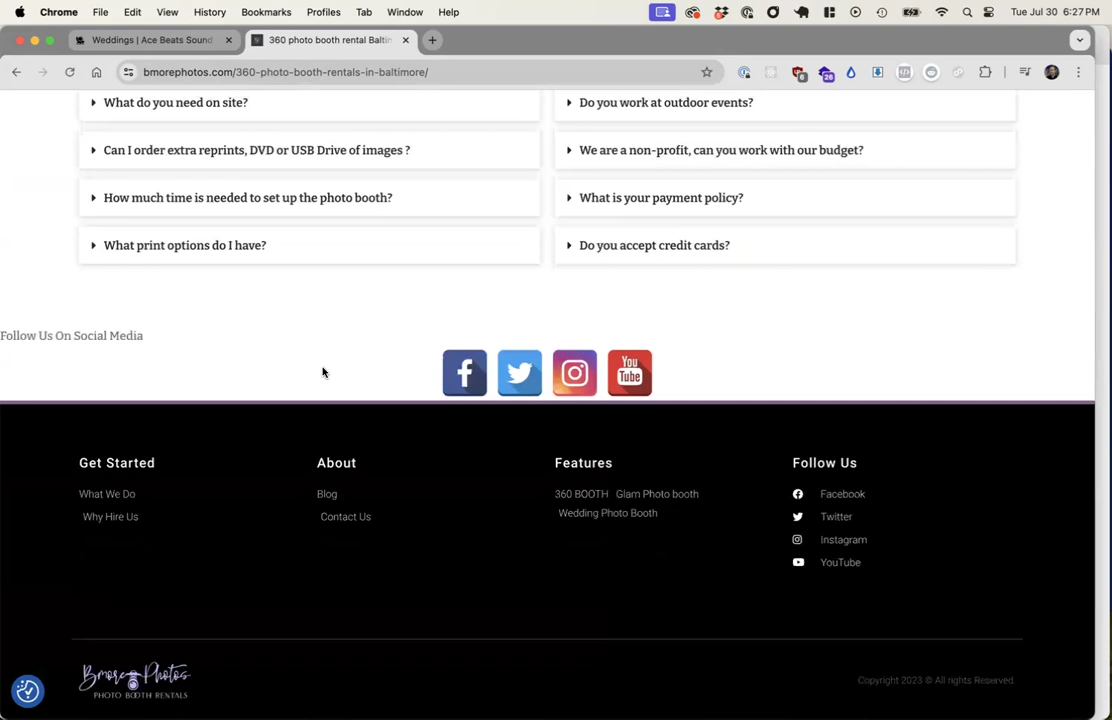 Chrome File Edit View History Bookmarks Profiles Tab Window Help Tue Jul 30 6:27 PM
Weddings | Ace Beats Sound
360 photo booth rental Baltin
bmorephotos.com/360-photo-booth-rentals-in-baltimore/
6
26
What do you need on site?
Do you work at outdoor events?
Can I order extra reprints, DVD or USB Drive of images ?
We are a non-profit, can you work with our budget?
How much time is needed to set up the photo booth?
What is your payment policy?
What print options do I have?
Do you accept credit cards?
Follow Us On Social Media
You
Tube
Get Started
What We Do
Why Hire Us
About
Blog
Contact Us
Features
360 BOOTH Glam Photo booth
Wedding Photo Booth
Follow Us
Facebook
Twitter
Instagram
YouTube
Bmore Photos
PHOTO BOOTH RENTALS
Copyright 2023 © All rights Reserved